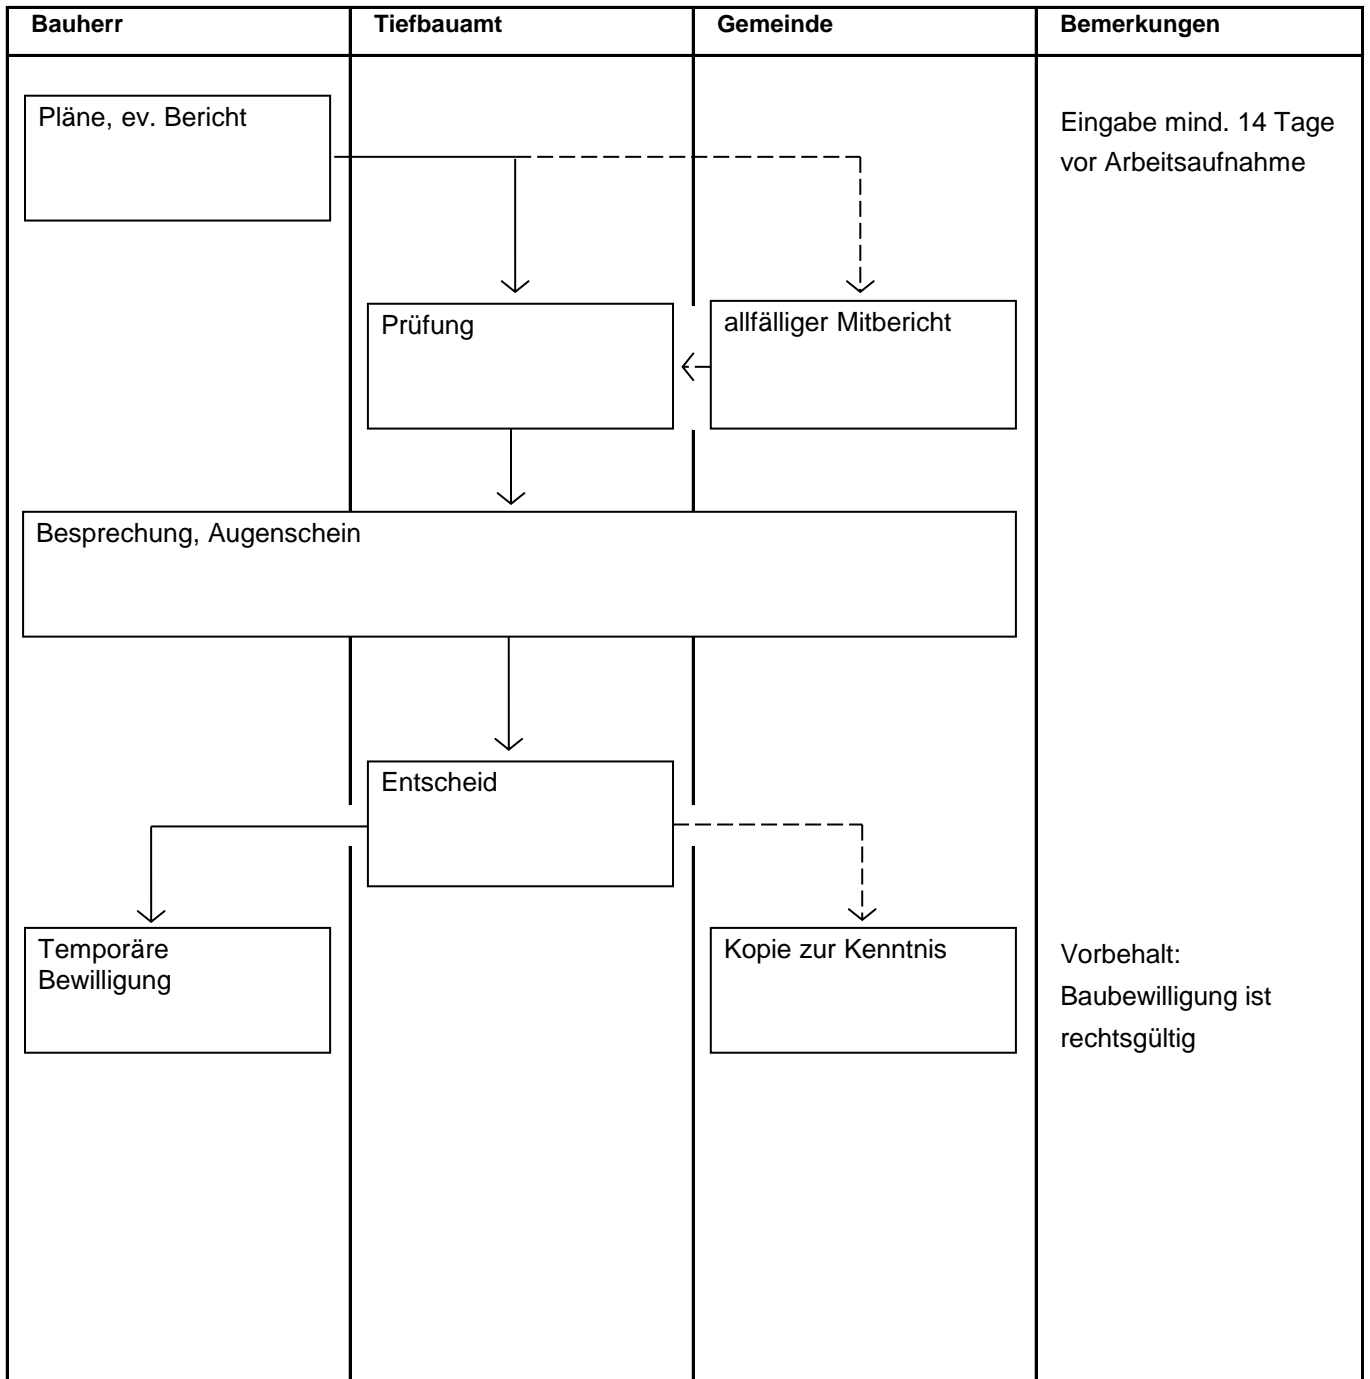 Bauherr
Tiefbauamt
Gemeinde
Bemerkungen
Pläne, ev. Bericht
Eingabe mind. 14 Tage
vor Arbeitsaufnahme
Prüfung
allfälliger Mitbericht
Besprechung, Augenschein
Entscheid
Temporäre
Bewilligung
Kopie zur Kenntnis
Vorbehalt:
Baubewilligung ist
rechtsgültig